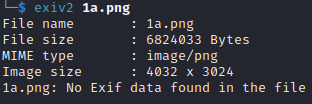 └─$ exiv2 1a.png
File name       : 1a.png
File size       : 6824033 Bytes
MIME type       : image/png
Image size      : 4032 x 3024
1a.png: No Exif data found in the file